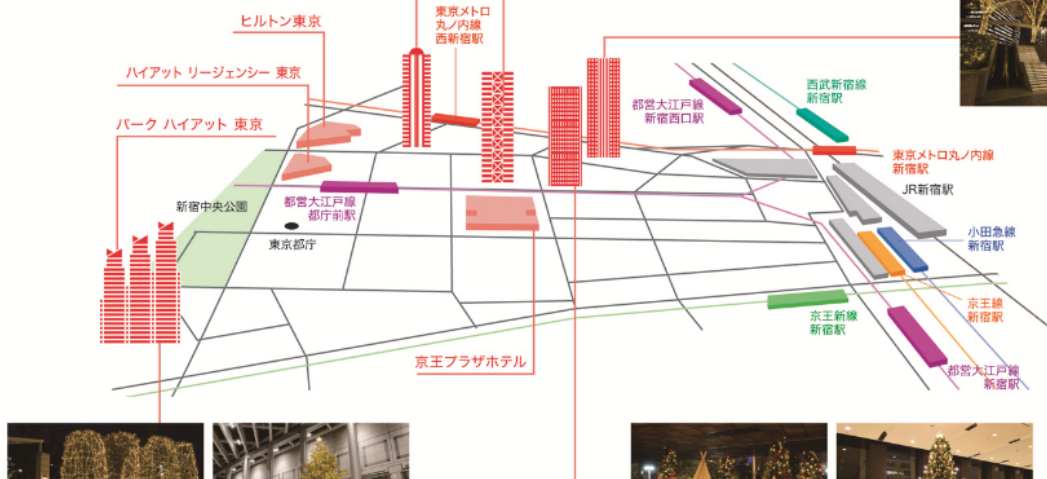 ヒルトン東京
東京メトロ
丸ノ内線
西新宿駅
ハイアット リージェンシー 東京
パーク ハイアット 東京
都営大江戸線
新宿西口駅
西武新宿線
新宿駅
東京メトロ丸ノ内線
新宿駅
JR新宿駅
新宿中央公園
都営大江戸線
都庁前駅
東京都庁
小田急線
新宿駅
京王線
新宿駅
京王新線
新宿駅
京王プラザホテル
都営大江戸線
新宿駅